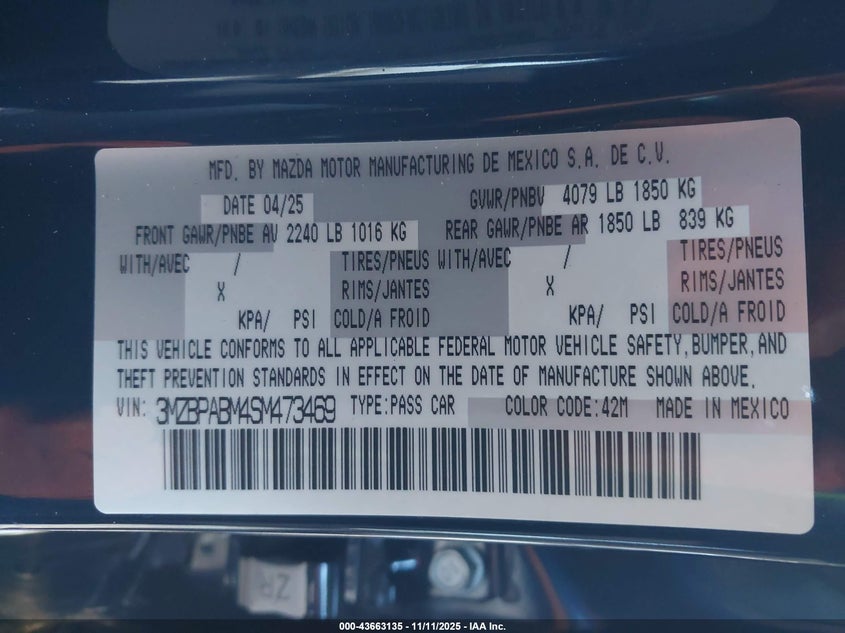 MFD. BY MAZDA MOTOR MANUFACTURING DE MEXICO S.A. DE C.V.
DATE 04/25 GVWR/PNBV 4079 LB 1850 KG
FRONT GAWR/PNBE AV 2240 LB 1016 KG REAR GAWR/PNBE AR 1850 LB 839 KG
WITH/AVEC / TIRES/PNEUS WITH/AVEC / TIRES/PNEUS
X RIMS/JANTES X RIMS/JANTES
KPA/ PSI COLD/A FROID KPA/ PSI COLD/A FROID
THIS VEHICLE CONFORMS TO ALL APPLICABLE FEDERAL MOTOR VEHICLE SAFETY, BUMPER, AND
THEFT PREVENTION STANDARDS IN EFFECT ON THE DATE OF MANUFACTURE SHOWN ABOVE.
VIN: 3MZBPABM4SM473469 TYPE:PASS CAR COLOR CODE:42M MADE IN MEXICO
ZR
000-43663135 - 11/11/2025 - IAA Inc.